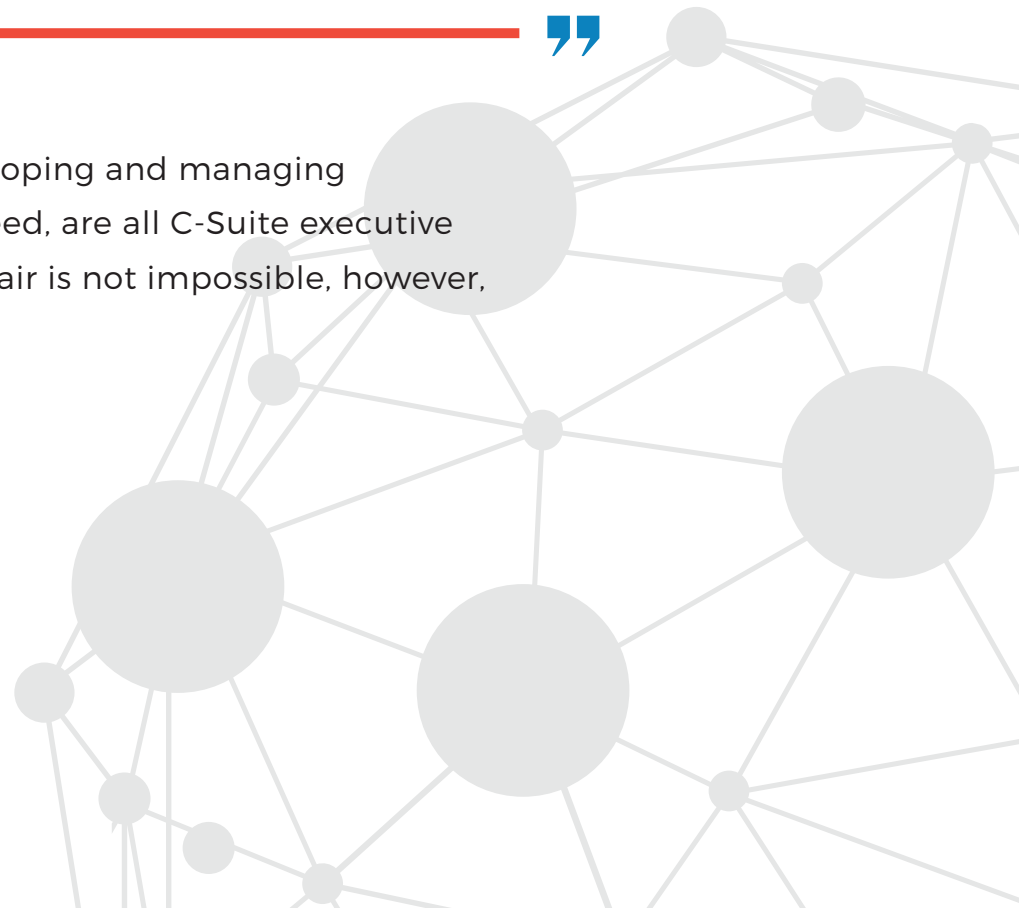 ”
oping and managing
ed, are all C-Suite executive
air is not impossible, however,